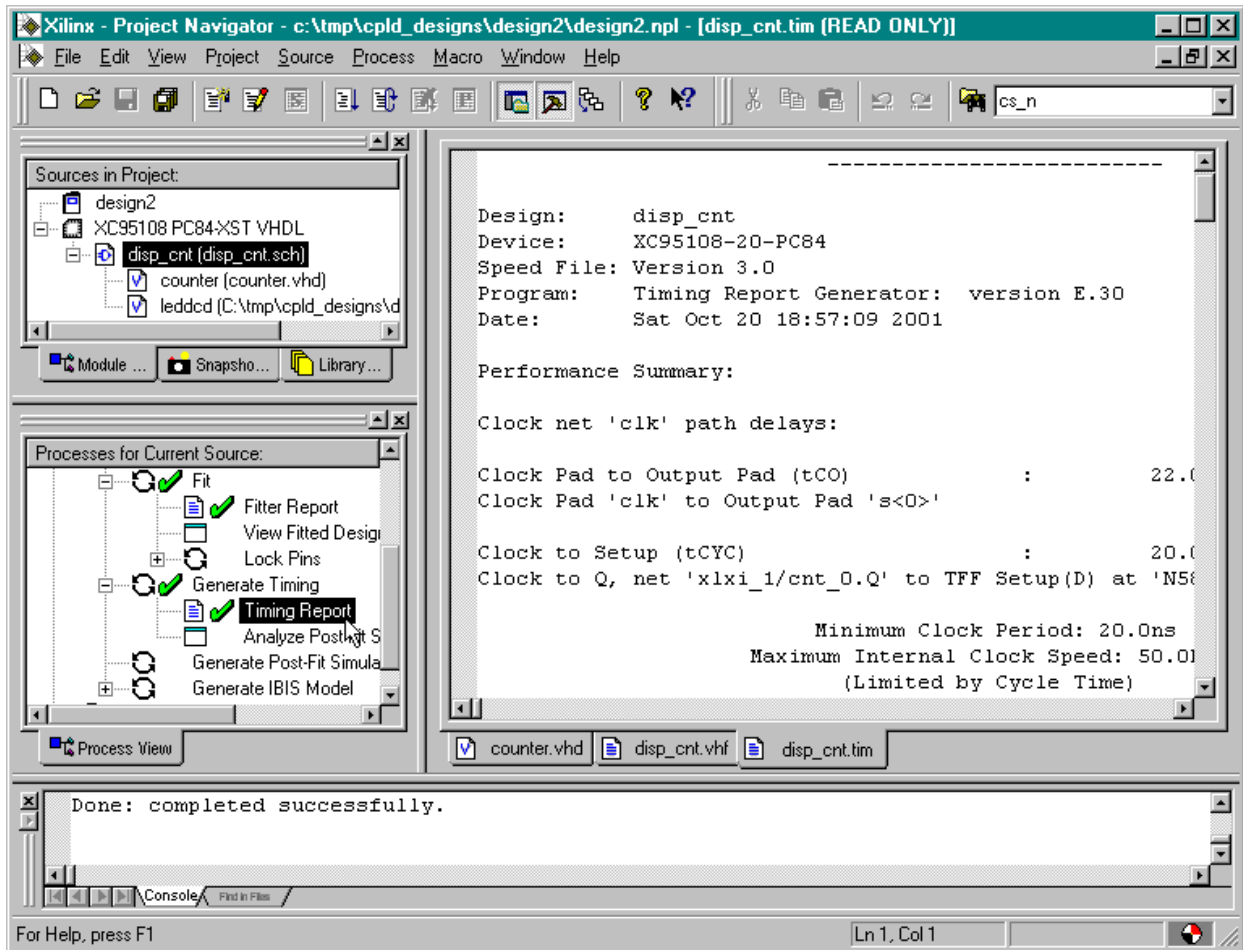 Xilinx - Project Navigator - c:\tmp\cpld_designs\design2\design2.npl - [disp_cnt.tim (READ ONLY)]
File Edit View Project Source Process Macro Window Help
cs_n
Sources in Project:
design2
XC95108 PC84-XST VHDL
disp_cnt (disp_cnt.sch)
counter (counter.vhd)
leddcd (C:\tmp\cpld_designs\d
Module ... Snapsho... Library...
Processes for Current Source:
Fit
Fitter Report
View Fitted Desig
Lock Pins
Generate Timing
Timing Report
Analyze Post-Fit S
Generate Post-Fit Simula
Generate IBIS Model
Process View
--------------------------
Design: disp_cnt
Device: XC95108-20-PC84
Speed File: Version 3.0
Program: Timing Report Generator: version E.30
Date: Sat Oct 20 18:57:09 2001
Performance Summary:
Clock net 'clk' path delays:
Clock Pad to Output Pad (tCO) : 22.0
Clock Pad 'clk' to Output Pad 's<0>'
Clock to Setup (tCYC) : 20.0
Clock to Q, net 'xlxi_1/cnt_0.Q' to TFF Setup(D) at 'N58
Minimum Clock Period: 20.0ns
Maximum Internal Clock Speed: 50.0
(Limited by Cycle Time)
counter.vhd disp_cnt.vhf disp_cnt.tim
Done: completed successfully.
Console Find in Files
For Help, press F1 Ln 1, Col 1